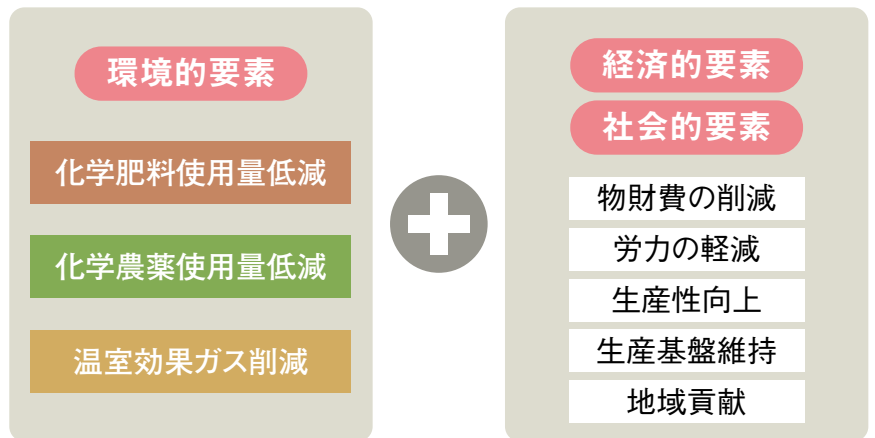 環境的要素
化学肥料使用量低減
化学農薬使用量低減
温室効果ガス削減
経済的要素
社会的要素
物財費の削減
労力の軽減
生産性向上
生産基盤維持
地域貢献